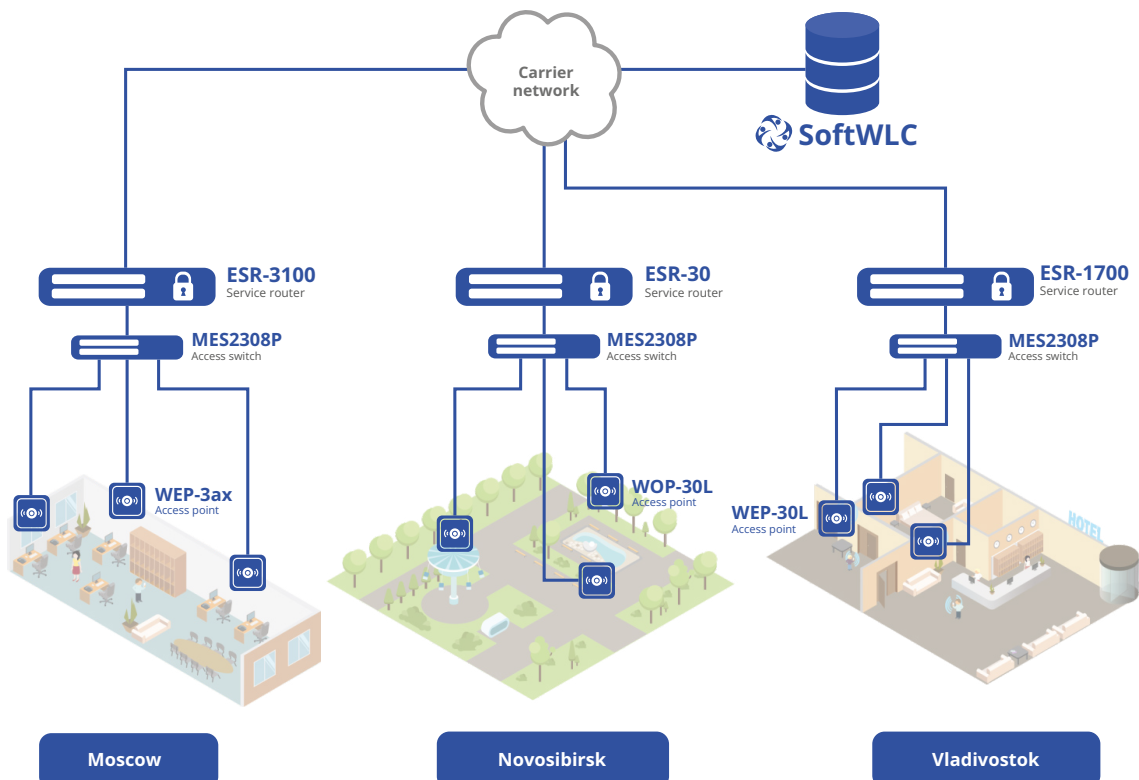 Carrier
network
SoftWLC
ESR-3100
Service router
ESR-30
Service router
ESR-1700
Service router
MES2308P
Access switch
MES2308P
Access switch
MES2308P
Access switch
WEP-3ax
Access point
WOP-30L
Access point
WEP-30L
Access point
HOTEL
Moscow
Novosibirsk
Vladivostok